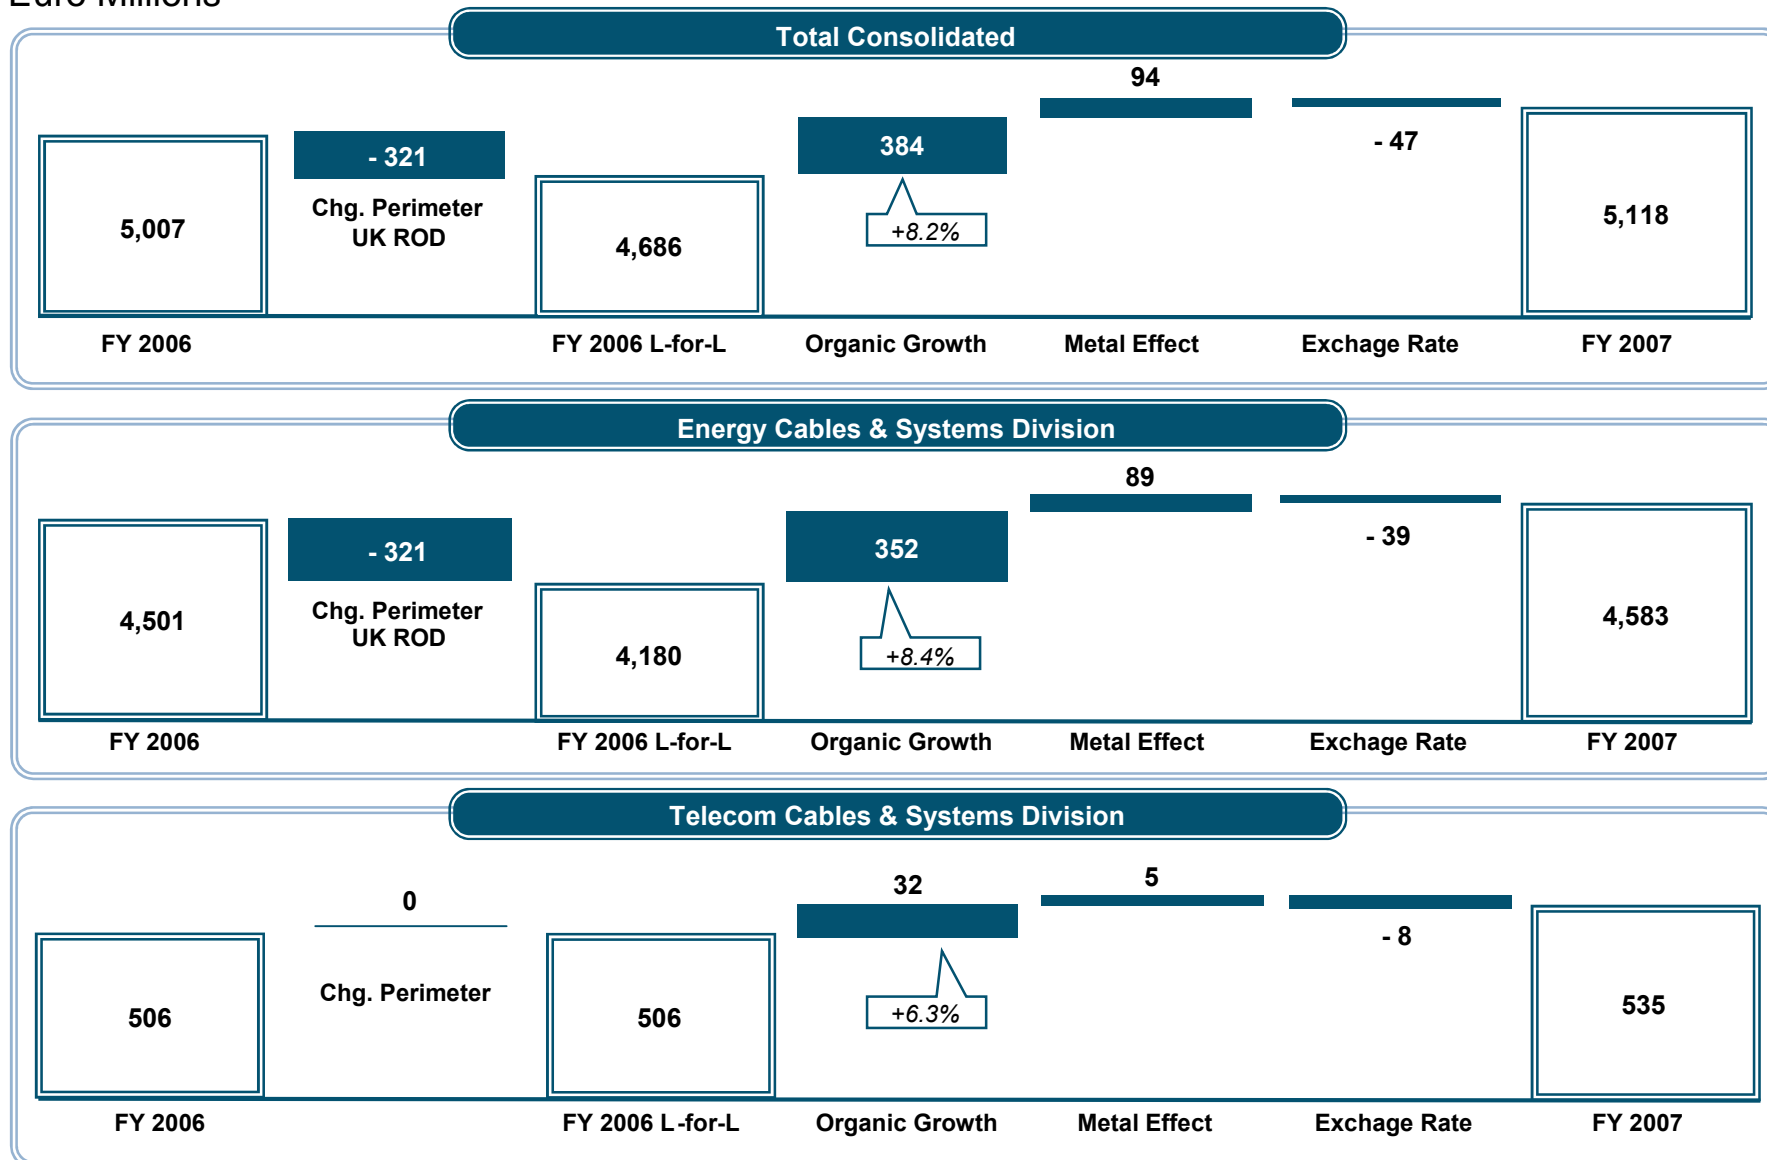 Euro Millions
Total Consolidated
94
- 321
384
- 47
Chg. Perimeter
UK ROD
5,007
4,686
+8.2%
5,118
FY 2006
FY 2006 L-for-L
Organic Growth
Metal Effect
Exchage Rate
FY 2007
Energy Cables & Systems Division
89
- 321
352
- 39
Chg. Perimeter
UK ROD
4,501
4,180
+8.4%
4,583
FY 2006
FY 2006 L-for-L
Organic Growth
Metal Effect
Exchage Rate
FY 2007
Telecom Cables & Systems Division
0
32
5
- 8
Chg. Perimeter
506
506
+6.3%
535
FY 2006
FY 2006 L-for-L
Organic Growth
Metal Effect
Exchage Rate
FY 2007